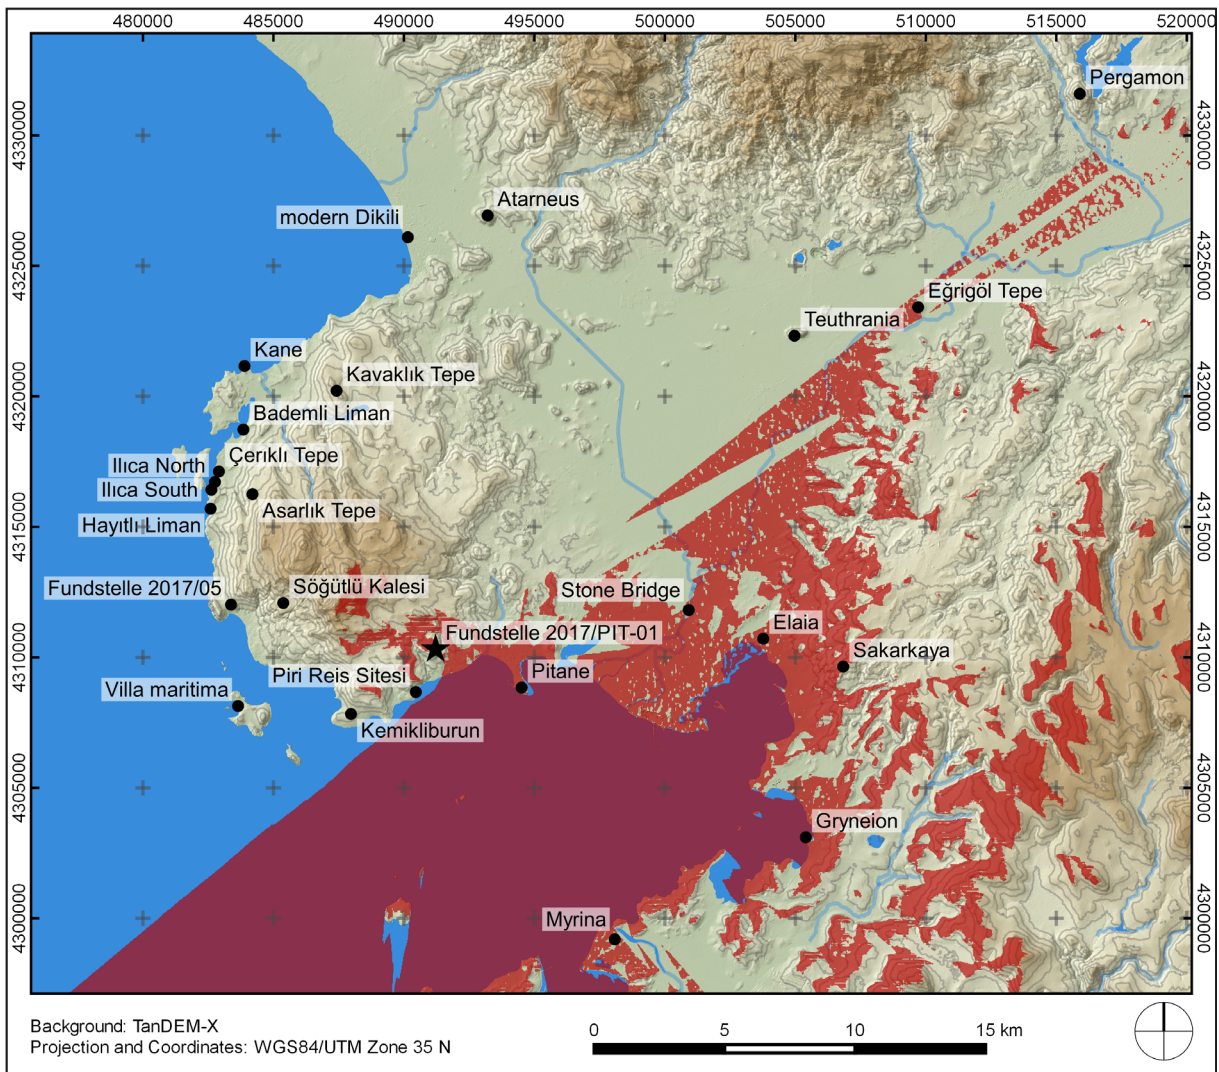 480000 485000 490000 495000 500000 505000 510000 515000 520000
Pergamon
4330000 4330000
Atarneus
modern Dikili
4325000 4325000
Eğrigöl Tepe
Teuthrania
Kane
Kavaklık Tepe
4320000 4320000
Bademli Liman
Çerıklı Tepe
Ilıca North
Ilıca South
Asarlık Tepe
Hayıtlı Liman
4315000 4315000
Fundstelle 2017/05
Söğütlü Kalesi
Stone Bridge
Elaia
Fundstelle 2017/PIT-01
4310000 4310000
Sakarkaya
Piri Reis Sitesi
Pitane
Villa maritima
Kemikliburun
4305000 4305000
Gryneion
Myrina
4300000 4300000
Background: TanDEM-X
Projection and Coordinates: WGS84/UTM Zone 35 N
0 5 10 15 km